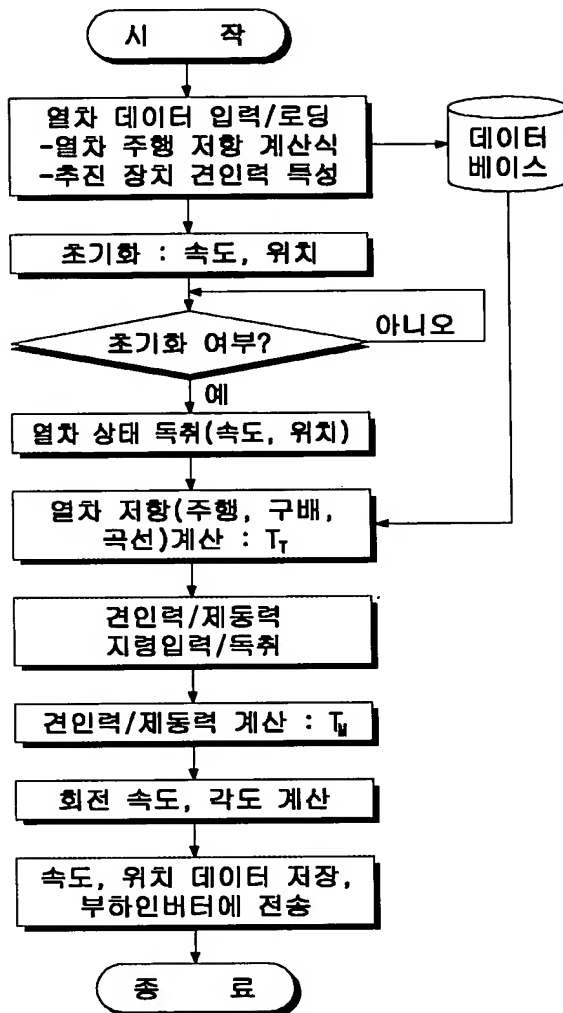 시 작
열차 데이터 입력/로딩
-열차 주행 저항 계산식
-추진 장치 견인력 특성
데이터
베이스
초기화 : 속도, 위치
초기화 여부?
아니오
예
열차 상태 독취(속도, 위치)
열차 저항(주행, 구배,
곡선)계산 : T_T
견인력/제동력
지령입력/독취
견인력/제동력 계산 : T_M
회전 속도, 각도 계산
속도, 위치 데이터 저장,
부하인버터에 전송
종 료